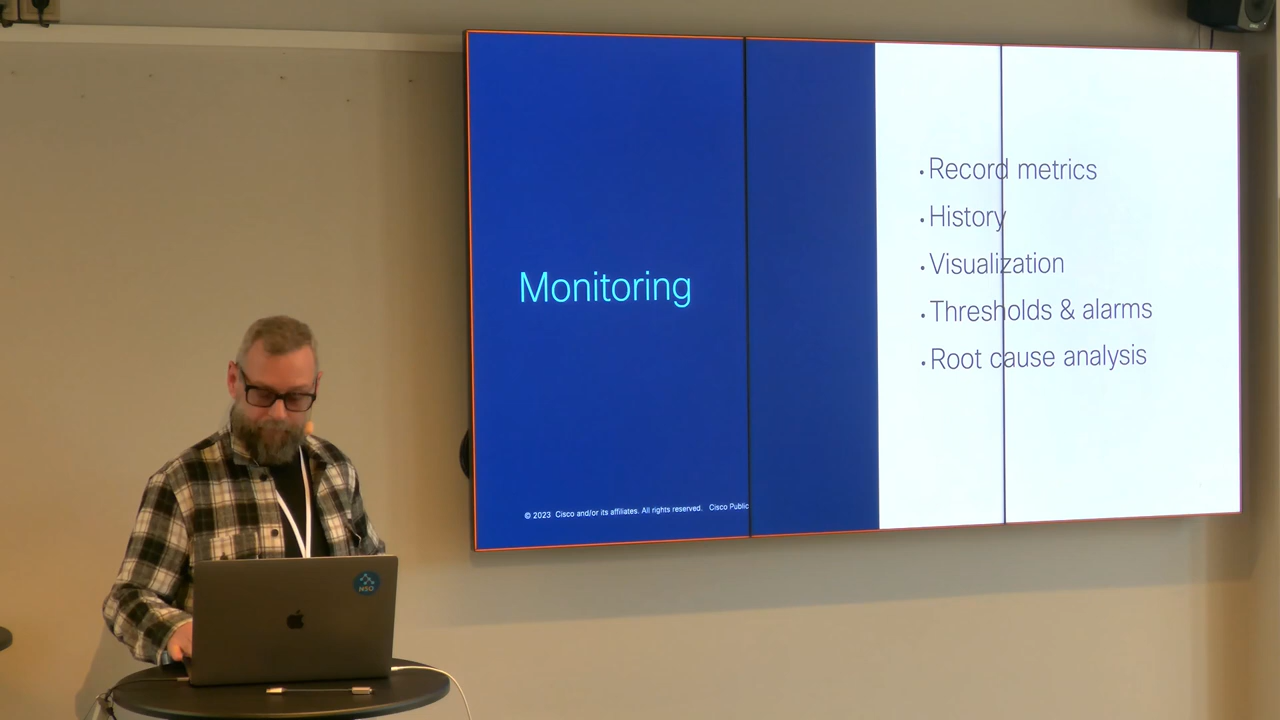 Monitoring
• Record metrics
• History
• Visualization
• Thresholds & alarms
• Root cause analysis
© 2023 Cisco and/or its affiliates. All rights reserved. Cisco Public
NSO